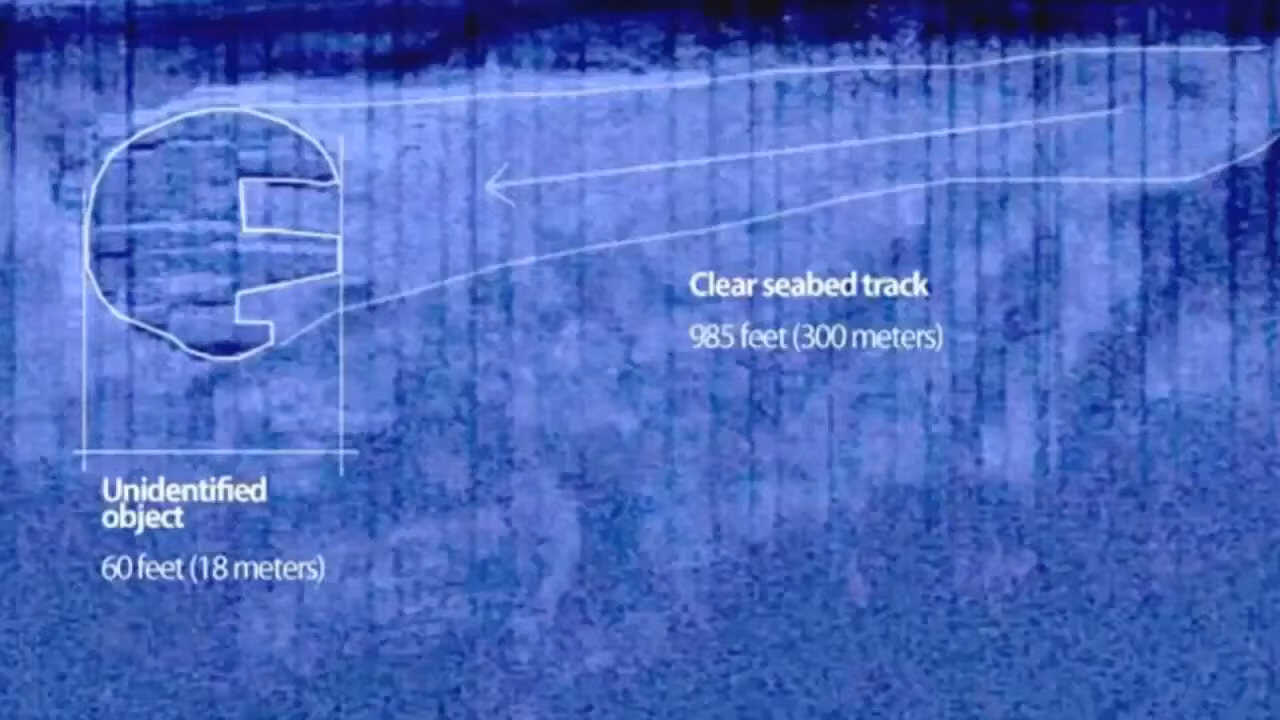 Clear seabed track
985 feet (300 meters)
Unidentified
object
60 feet (18 meters)